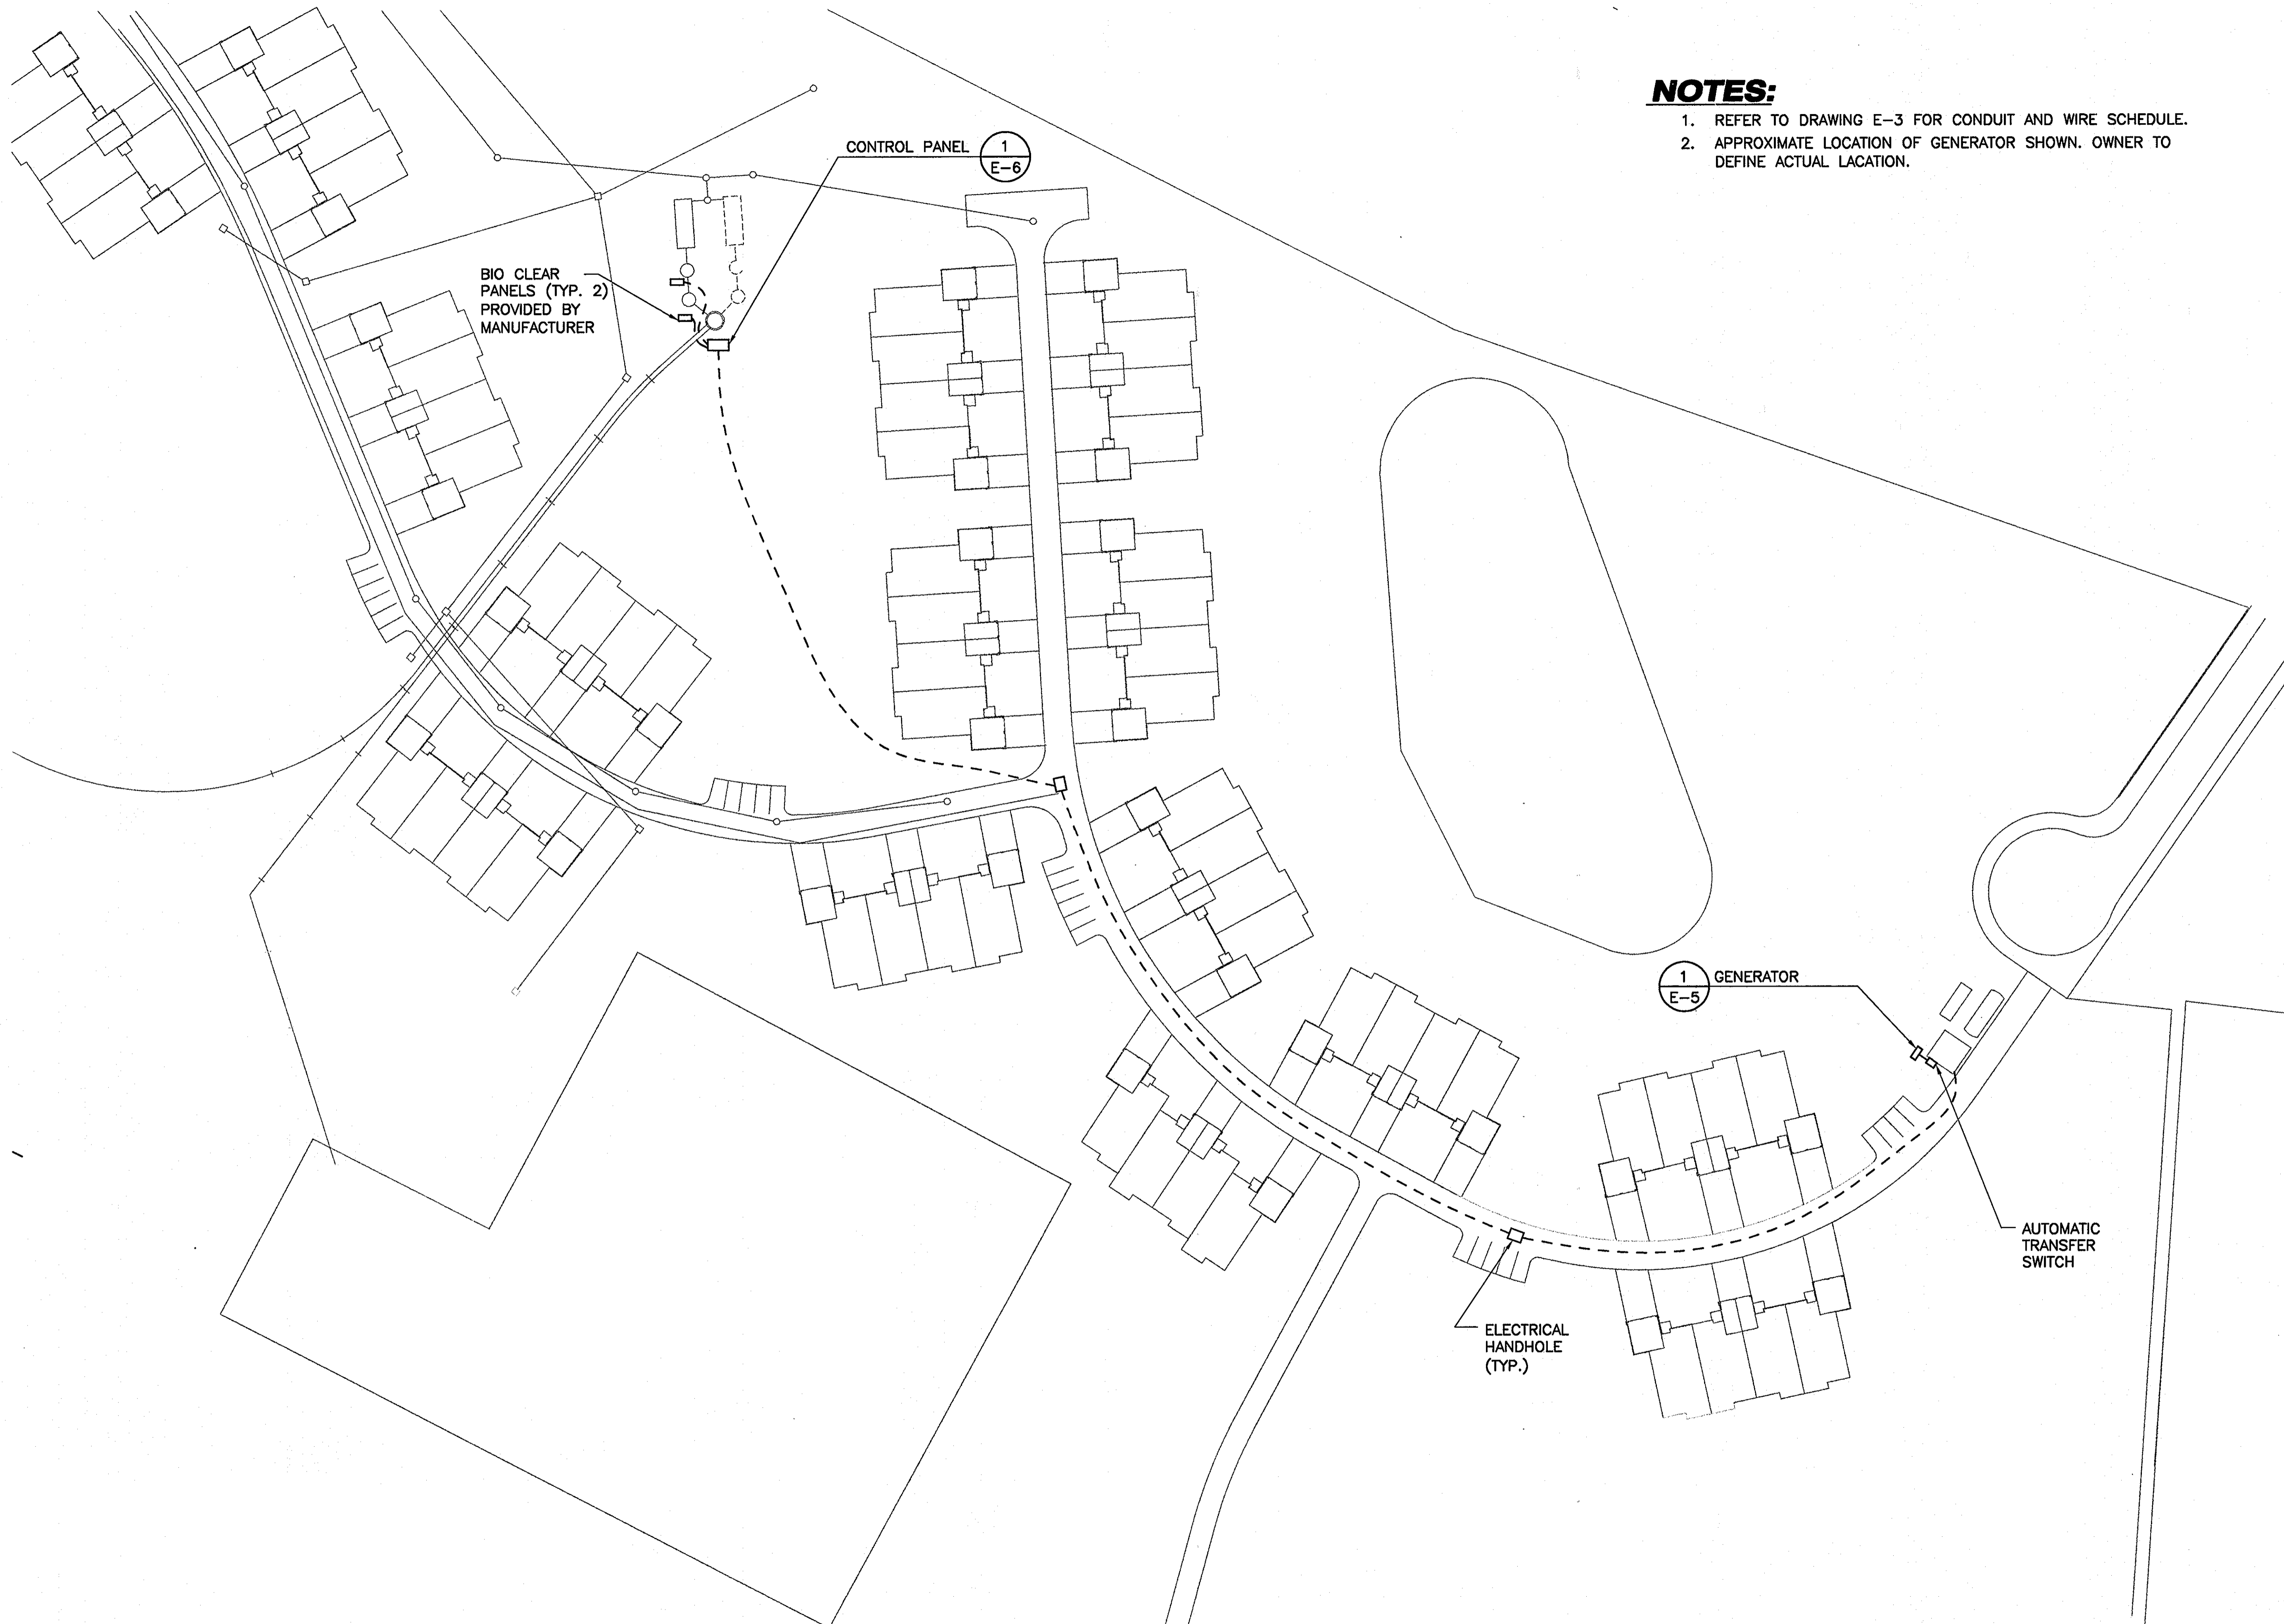 NOTES:
1. REFER TO DRAWING E-3 FOR CONDUIT AND WIRE SCHEDULE.
2. APPROXIMATE LOCATION OF GENERATOR SHOWN. OWNER TO
DEFINE ACTUAL LACATION.
CONTROL PANEL
1
E-6
BIO CLEAR
PANELS (TYP. 2)
PROVIDED BY
MANUFACTURER
1
E-5
GENERATOR
AUTOMATIC
TRANSFER
SWITCH
ELECTRICAL
HANDHOLE
(TYP.)